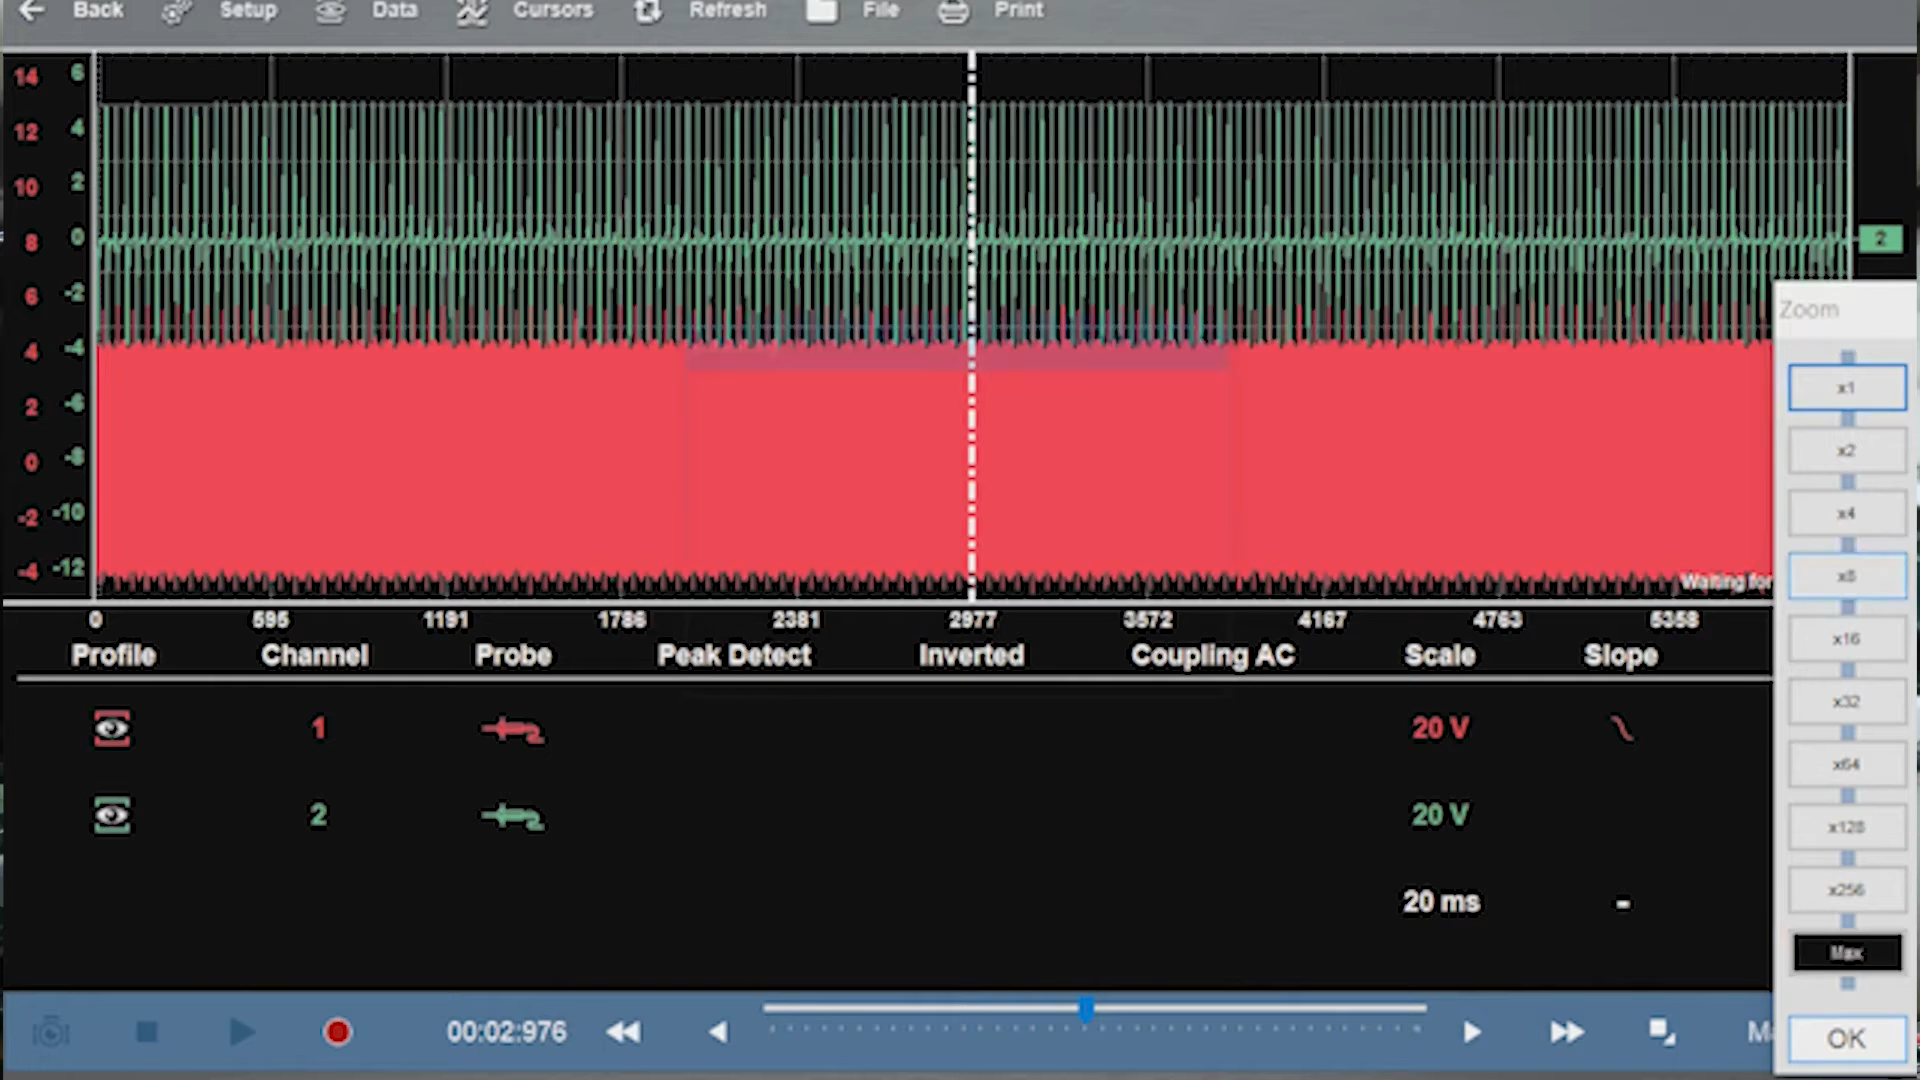 Back Setup Data Cursors Refresh File Print
14 6
12 4
10 2
8 0
2
6 -2
4 -4
2 -6
0 -8
-2 -10
-4 -12
Waiting for
0 595 1191 1786 2381 2977 3572 4167 4763 5358
Profile Channel Probe Peak Detect Inverted Coupling AC Scale Slope
1 20 V
2 20 V
20 ms -
00:02:976
Zoom
x1
x2
x4
x8
x16
x32
x64
x128
x256
Max
OK